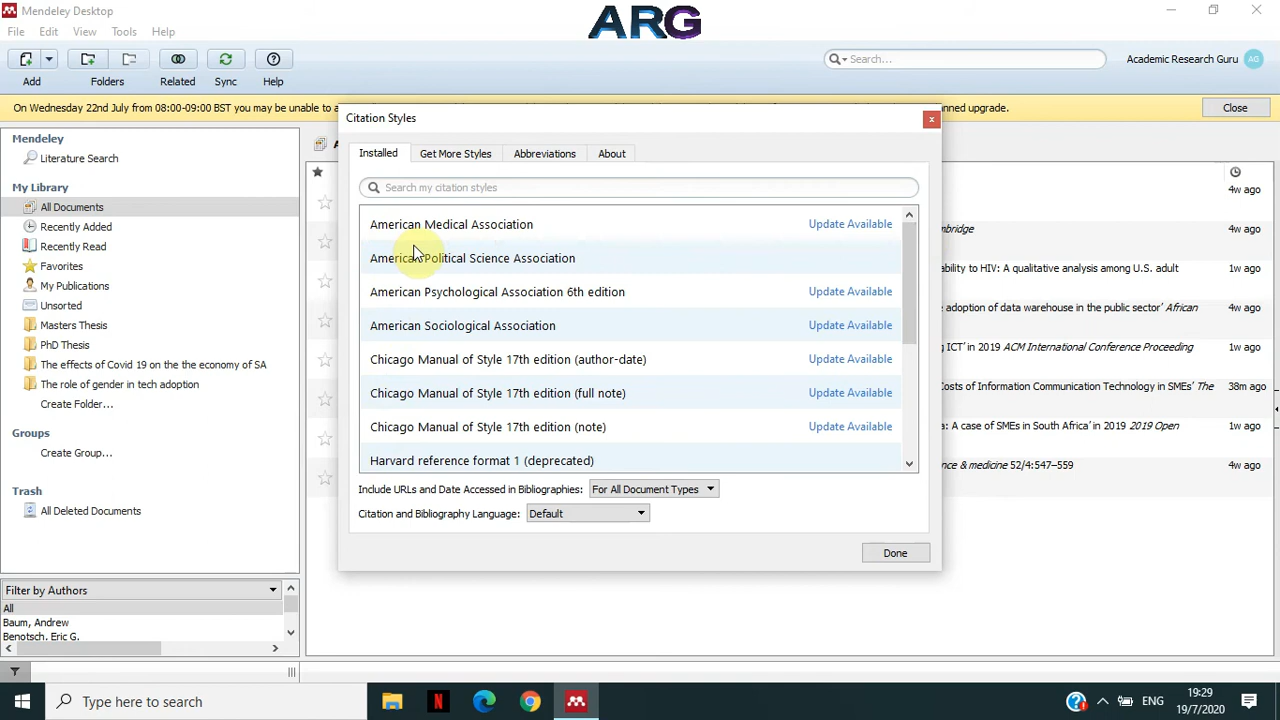 Mendeley Desktop
ARG
File Edit View Tools Help
Search...
Academic Research Guru AG
Add Folders Related Sync Help
On Wednesday 22nd July from 08:00-09:00 BST you may be unable to a
nned upgrade.
Close
Mendeley
Literature Search
My Library
All Documents
Recently Added
Recently Read
Favorites
My Publications
Unsorted
Masters Thesis
PhD Thesis
The effects of Covid 19 on the the economy of SA
The role of gender in tech adoption
Create Folder...
Groups
Create Group...
Trash
All Deleted Documents
Filter by Authors
All
Baum, Andrew
Benotsch, Eric G.
Citation Styles
Installed Get More Styles Abbreviations About
Search my citation styles
American Medical Association Update Available
American Political Science Association
American Psychological Association 6th edition Update Available
American Sociological Association Update Available
Chicago Manual of Style 17th edition (author-date) Update Available
Chicago Manual of Style 17th edition (full note) Update Available
Chicago Manual of Style 17th edition (note) Update Available
Harvard reference format 1 (deprecated)
Include URLs and Date Accessed in Bibliographies: For All Document Types
Citation and Bibliography Language: Default
Done
4w ago
mbridge 4w ago
ability to HIV: A qualitative analysis among U.S. adult 1w ago
adoption of data warehouse in the public sector' African 4w ago
ng ICT' in 2019 ACM International Conference Proceeding 4w ago
Costs of Information Communication Technology in SMEs' The 38m ago
a: A case of SMEs in South Africa' in 2019 2019 Open 1w ago
nce & medicine 52/4:547–559 4w ago
Type here to search
ENG
19:29
19/7/2020